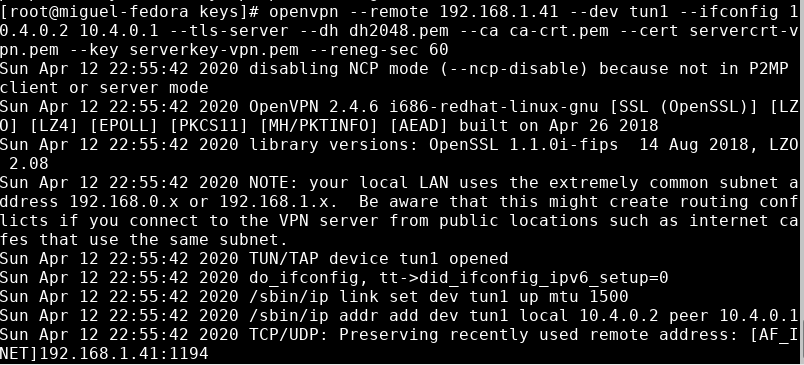 [root@miguel-fedora keys]# openvpn --remote 192.168.1.41 --dev tun1 --ifconfig 1
0.4.0.2 10.4.0.1 --tls-server --dh dh2048.pem --ca ca-crt.pem --cert servercrt-v
pn.pem --key serverkey-vpn.pem --reneg-sec 60
Sun Apr 12 22:55:42 2020 disabling NCP mode (--ncp-disable) because not in P2MP
client or server mode
Sun Apr 12 22:55:42 2020 OpenVPN 2.4.6 i686-redhat-linux-gnu [SSL (OpenSSL)] [LZ
O] [LZ4] [EPOLL] [PKCS11] [MH/PKTINFO] [AEAD] built on Apr 26 2018
Sun Apr 12 22:55:42 2020 library versions: OpenSSL 1.1.0i-fips  14 Aug 2018, LZO
 2.08
Sun Apr 12 22:55:42 2020 NOTE: your local LAN uses the extremely common subnet a
ddress 192.168.0.x or 192.168.1.x.  Be aware that this might create routing conf
licts if you connect to the VPN server from public locations such as internet ca
fes that use the same subnet.
Sun Apr 12 22:55:42 2020 TUN/TAP device tun1 opened
Sun Apr 12 22:55:42 2020 do_ifconfig, tt->did_ifconfig_ipv6_setup=0
Sun Apr 12 22:55:42 2020 /sbin/ip link set dev tun1 up mtu 1500
Sun Apr 12 22:55:42 2020 /sbin/ip addr add dev tun1 local 10.4.0.2 peer 10.4.0.1
Sun Apr 12 22:55:42 2020 TCP/UDP: Preserving recently used remote address: [AF_I
NET]192.168.1.41:1194